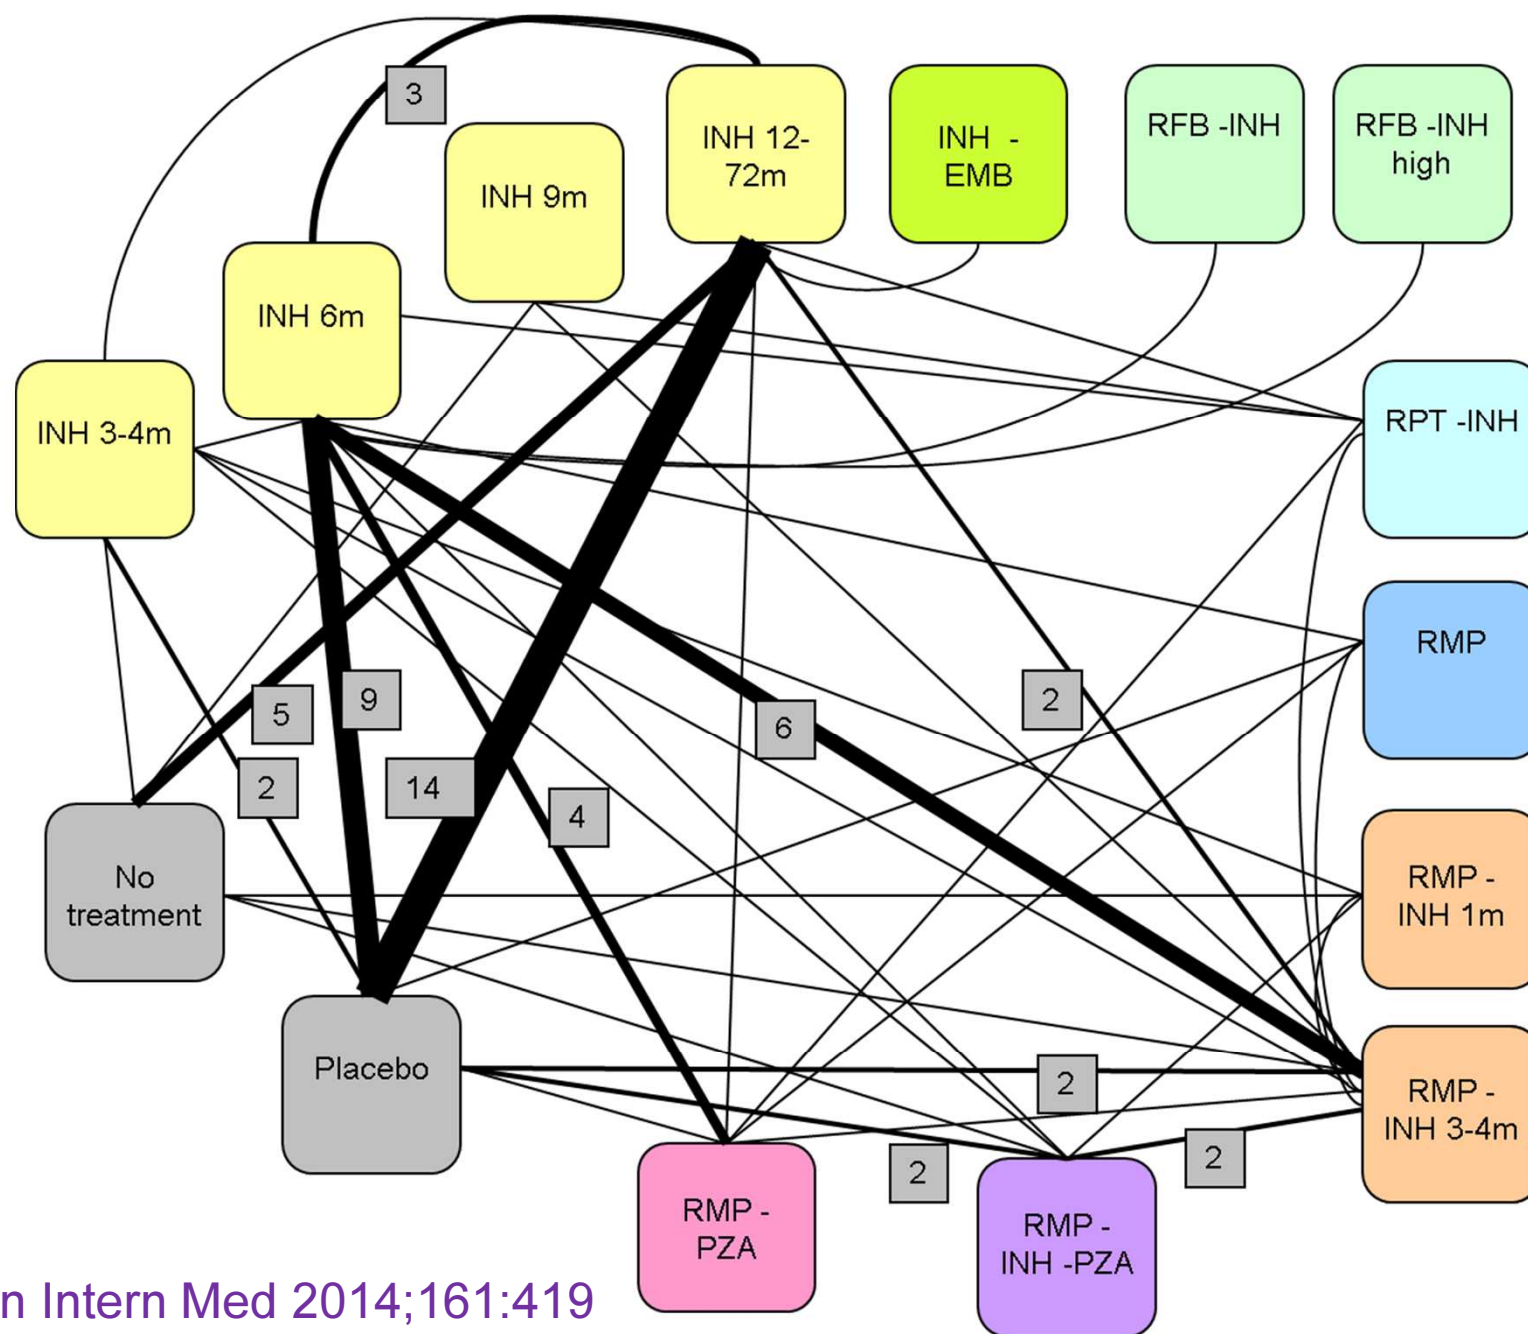 3
INH 12-
72m
INH -
EMB
RFB -INH
RFB -INH
high
INH 9m
INH 6m
INH 3-4m
RPT -INH
RMP
5
9
6
2
2
14
4
No
treatment
RMP -
INH 1m
Placebo
2
RMP -
INH 3-4m
2
2
RMP -
PZA
RMP -
INH -PZA
n Intern Med 2014;161:419